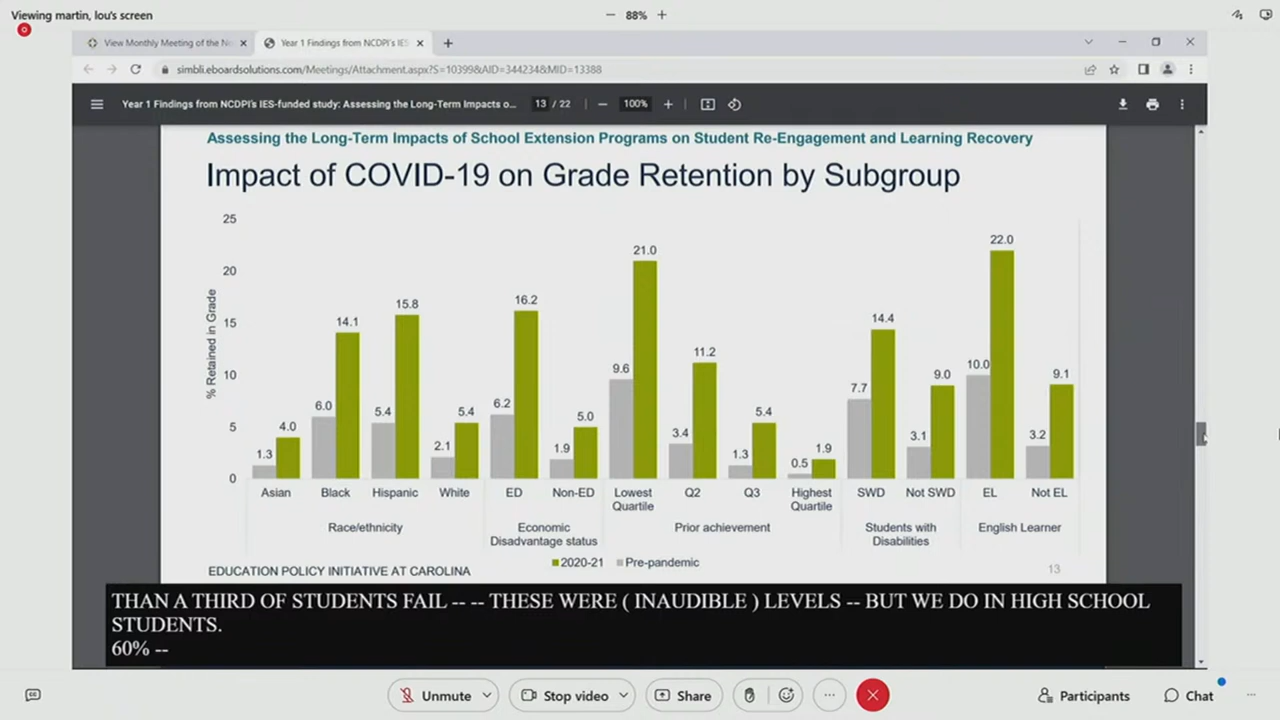 Viewing martin, lou's screen
88%
View Monthly Meeting of the N
Year 1 Findings from NCDPI's IES
simbli.eboardsolutions.com/Meetings/Attachment.aspx?S=10399&AID=344234&MID=13388
Year 1 Findings from NCDPI's IES-funded study: Assessing the Long-Term Impacts o...
13 / 22
100%
Assessing the Long-Term Impacts of School Extension Programs on Student Re-Engagement and Learning Recovery
Impact of COVID-19 on Grade Retention by Subgroup
% Retained in Grade
25
20
15
10
5
0
1.3 4.0 6.0 14.1 5.4 15.8 2.1 5.4 6.2 16.2 1.9 5.0 9.6 21.0 3.4 11.2 1.3 5.4 0.5 1.9 7.7 14.4 3.1 9.0 10.0 22.0 3.2 9.1
Asian Black Hispanic White ED Non-ED Lowest Quartile Q2 Q3 Highest Quartile SWD Not SWD EL Not EL
Race/ethnicity
Economic Disadvantage status
Prior achievement
Students with Disabilities
English Learner
2020-21 Pre-pandemic
EDUCATION POLICY INITIATIVE AT CAROLINA
13
THAN A THIRD OF STUDENTS FAIL -- -- THESE WERE ( INAUDIBLE ) LEVELS -- BUT WE DO IN HIGH SCHOOL
STUDENTS.
60% --
Unmute
Stop video
Share
Participants
Chat